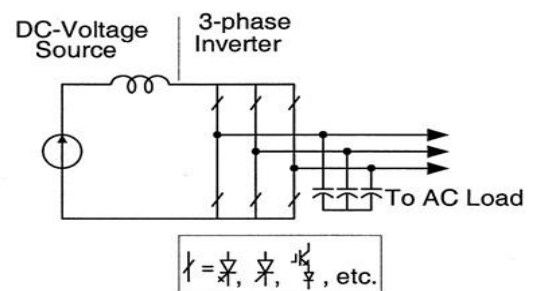 DC-Voltage
Source
3-phase
Inverter
To AC Load
= , , , etc.